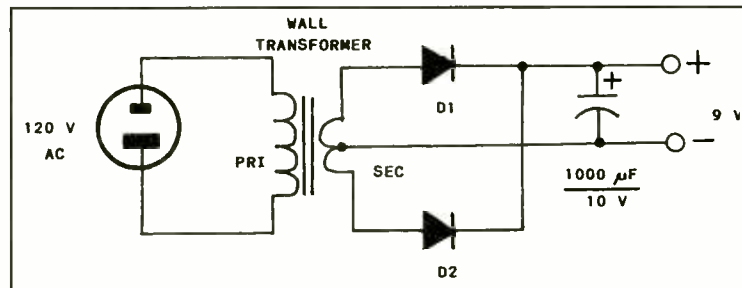 WALL
TRANSFORMER
120 V
AC
PRI
SEC
D1
D2
+
+
−
9 V
1000 µF
10 V